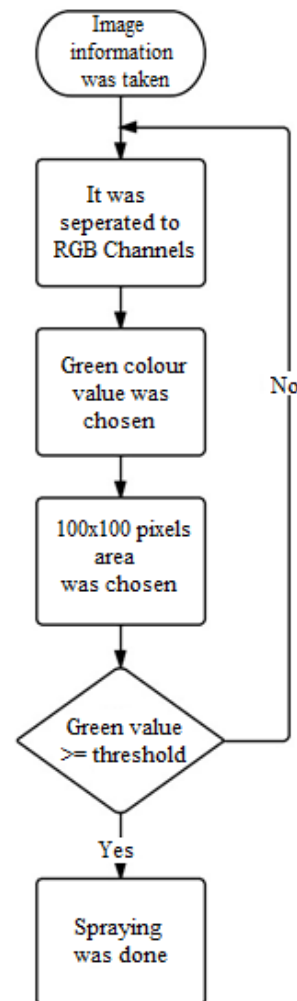 Image
information
was taken
It was
seperated to
RGB Channels
Green colour
value was
chosen
No
100x100 pixels
area
was chosen
Green value
>= threshold
Yes
Spraying
was done